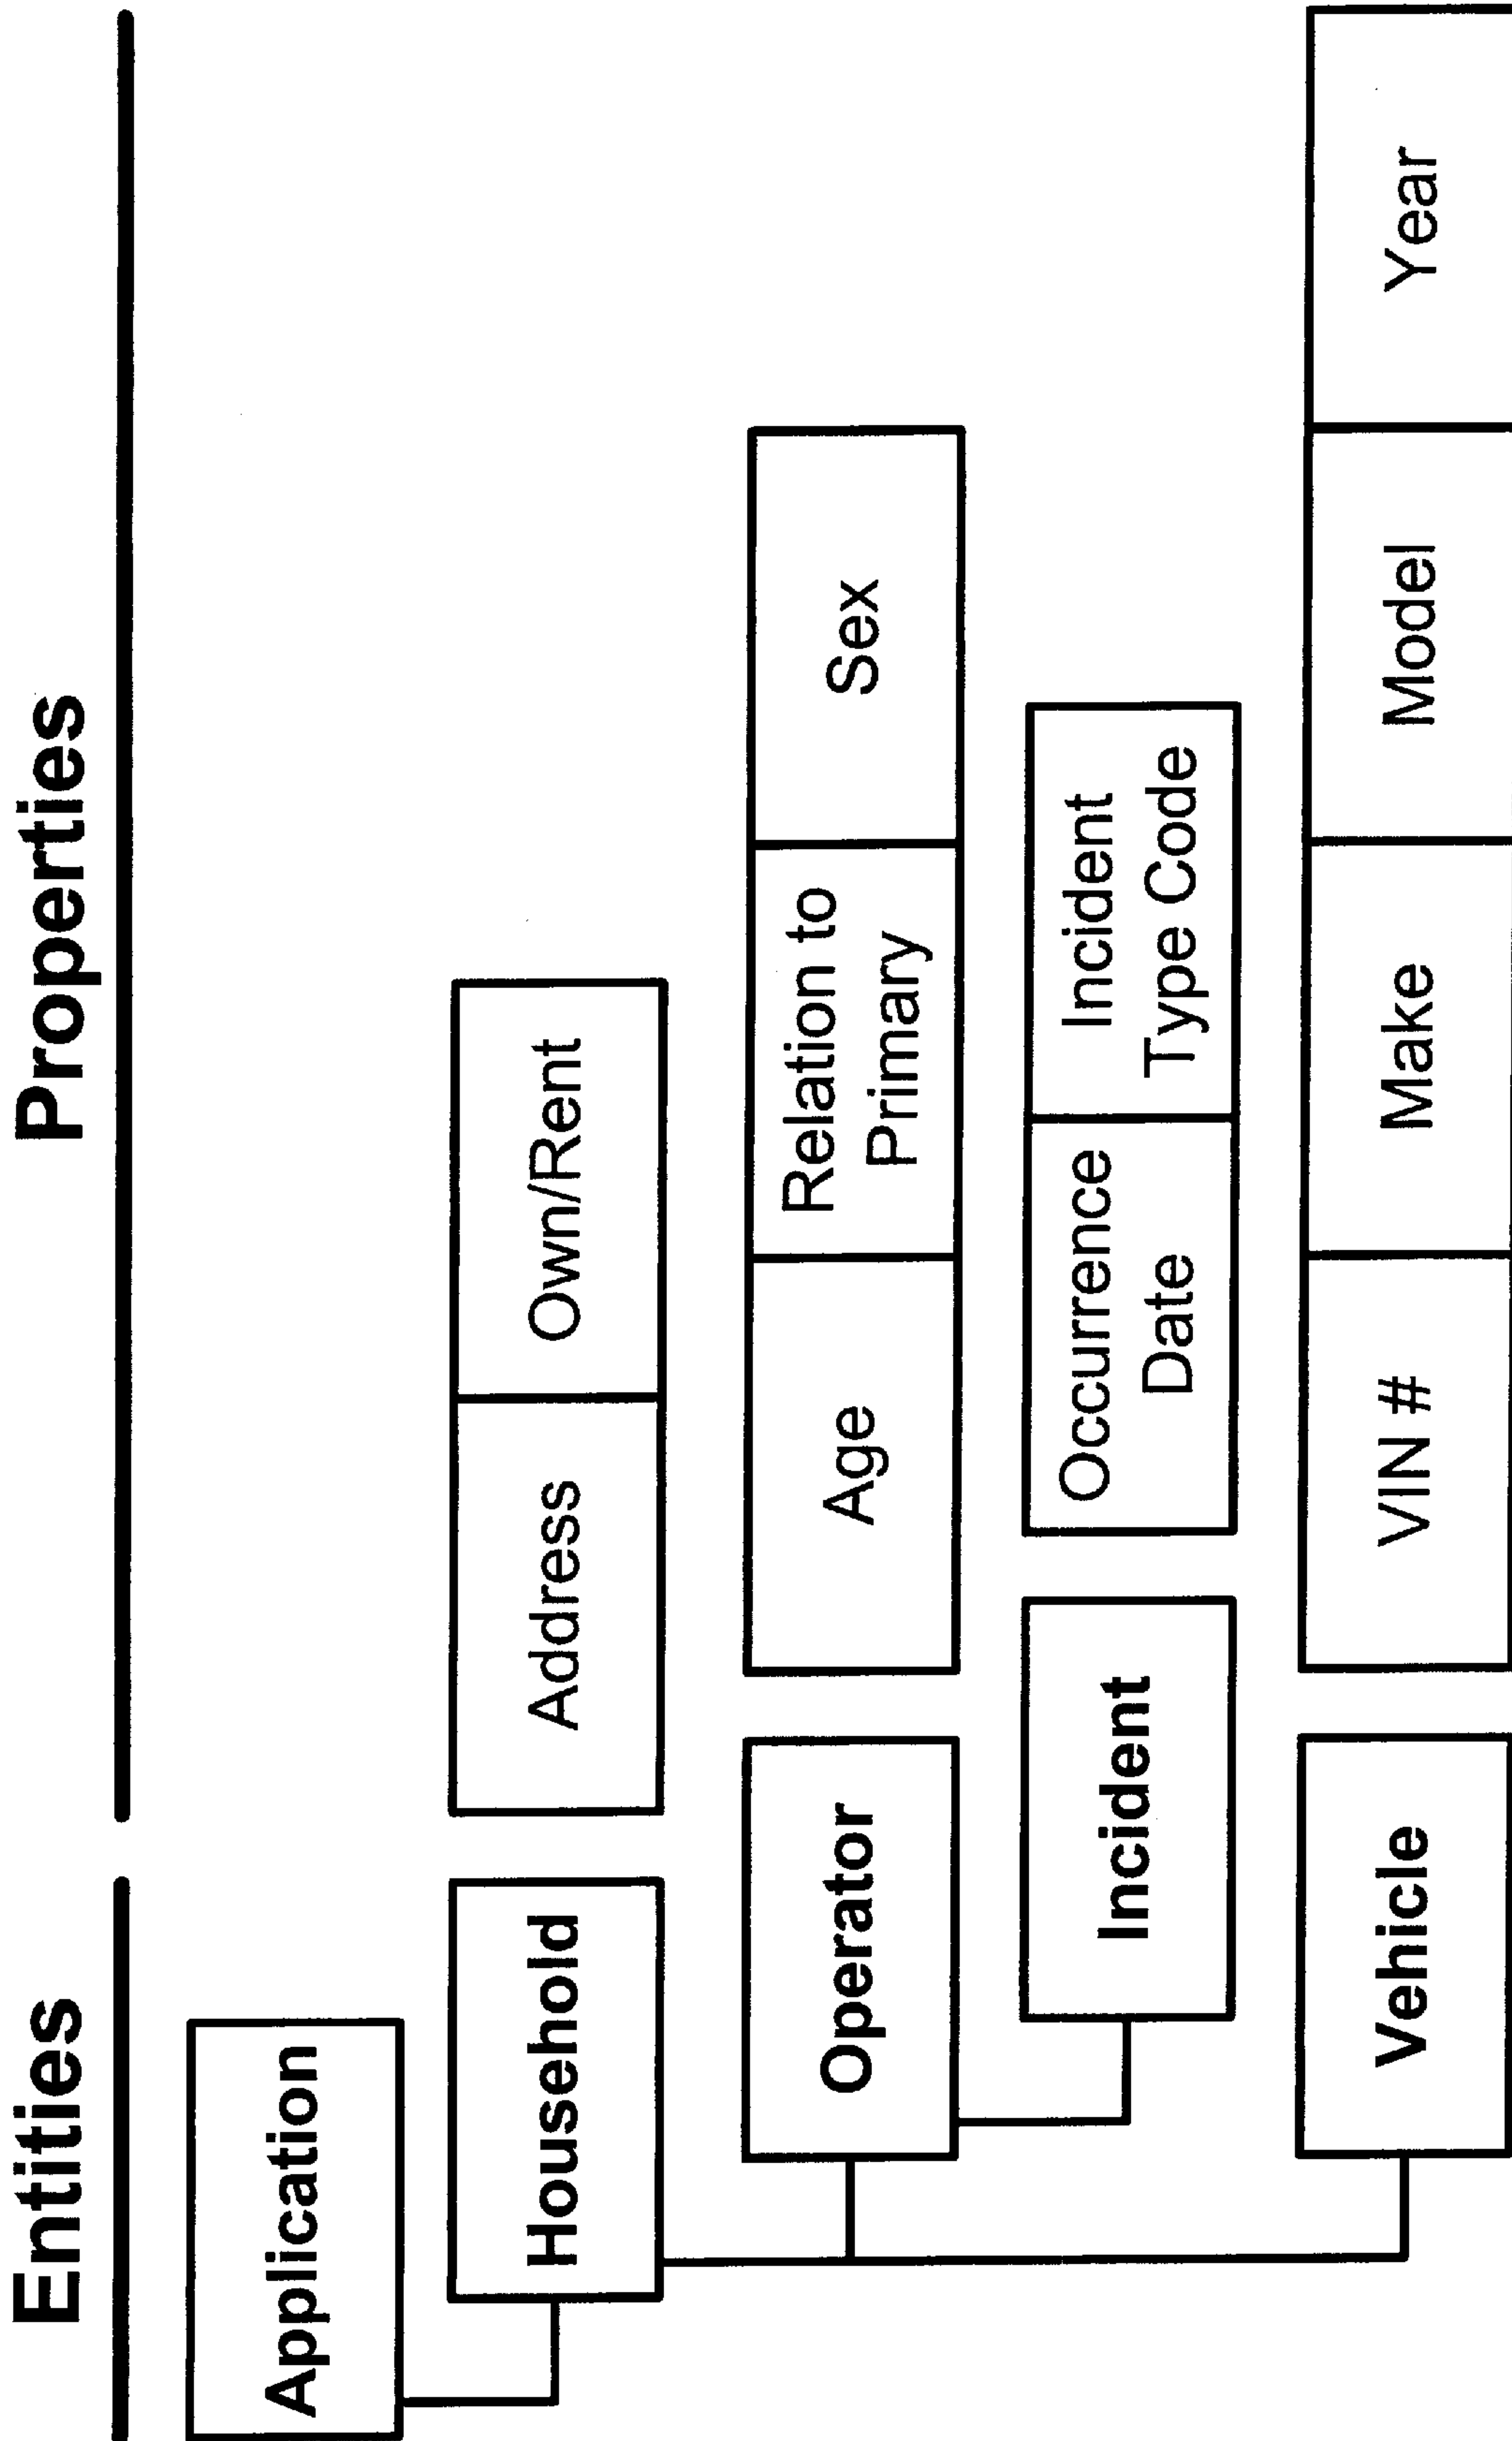 Entities
Properties
Application
Household
Address
Own/Rent
Operator
Age
Relation to
Primary
Sex
Incident
Occurrence
Date
Incident
Type Code
Vehicle
VIN #
Make
Model
Year